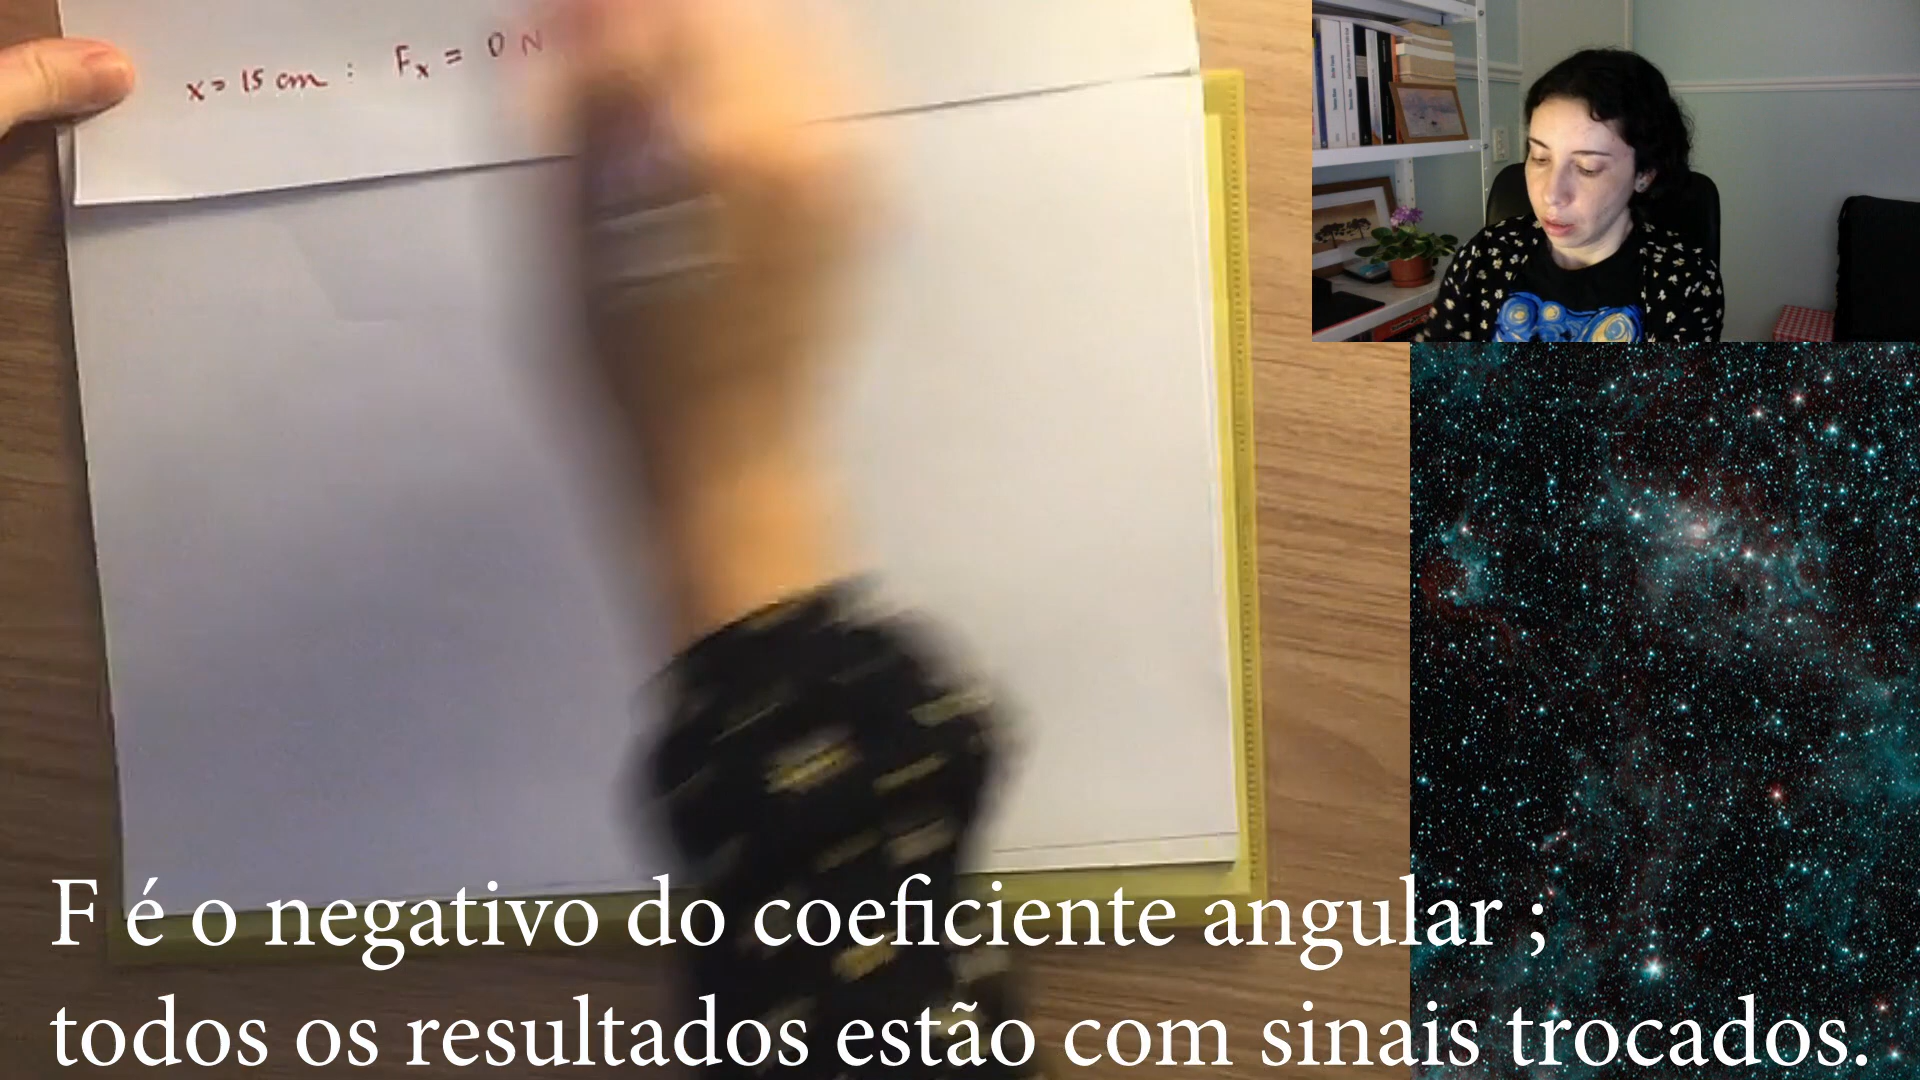 x = 15 cm : Fx = 0 N
F é o negativo do coeficiente angular ;
todos os resultados estão com sinais trocados.